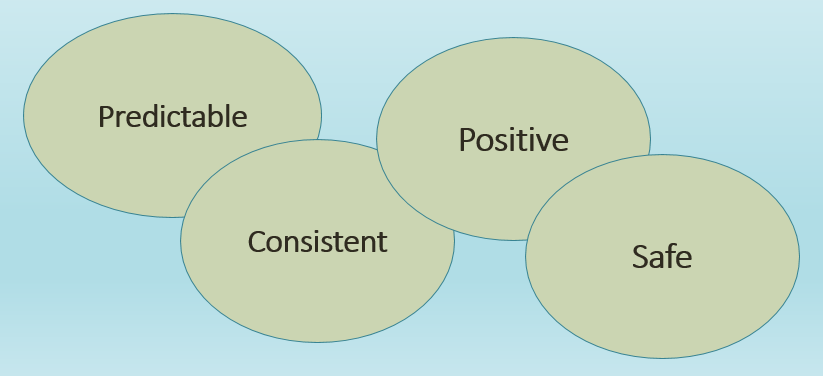 Predictable
Consistent
Positive
Safe